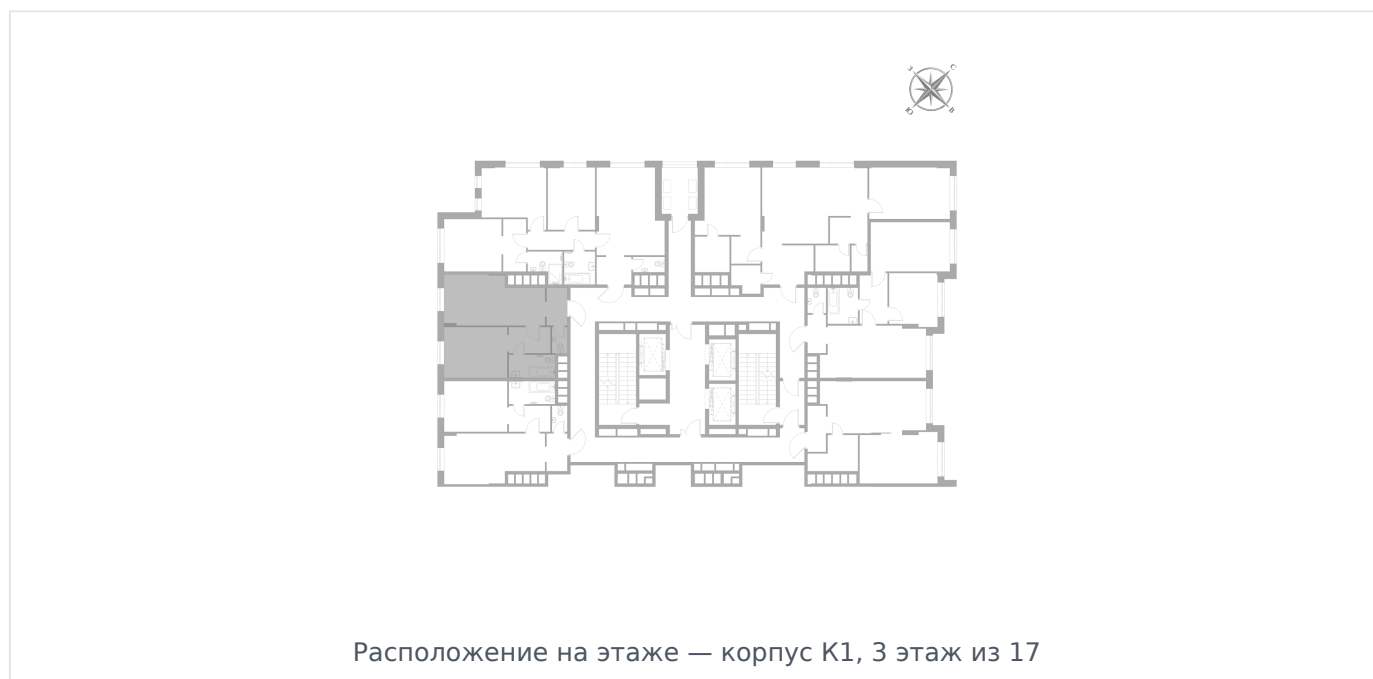 З С
Ю В
Расположение на этаже — корпус К1, 3 этаж из 17